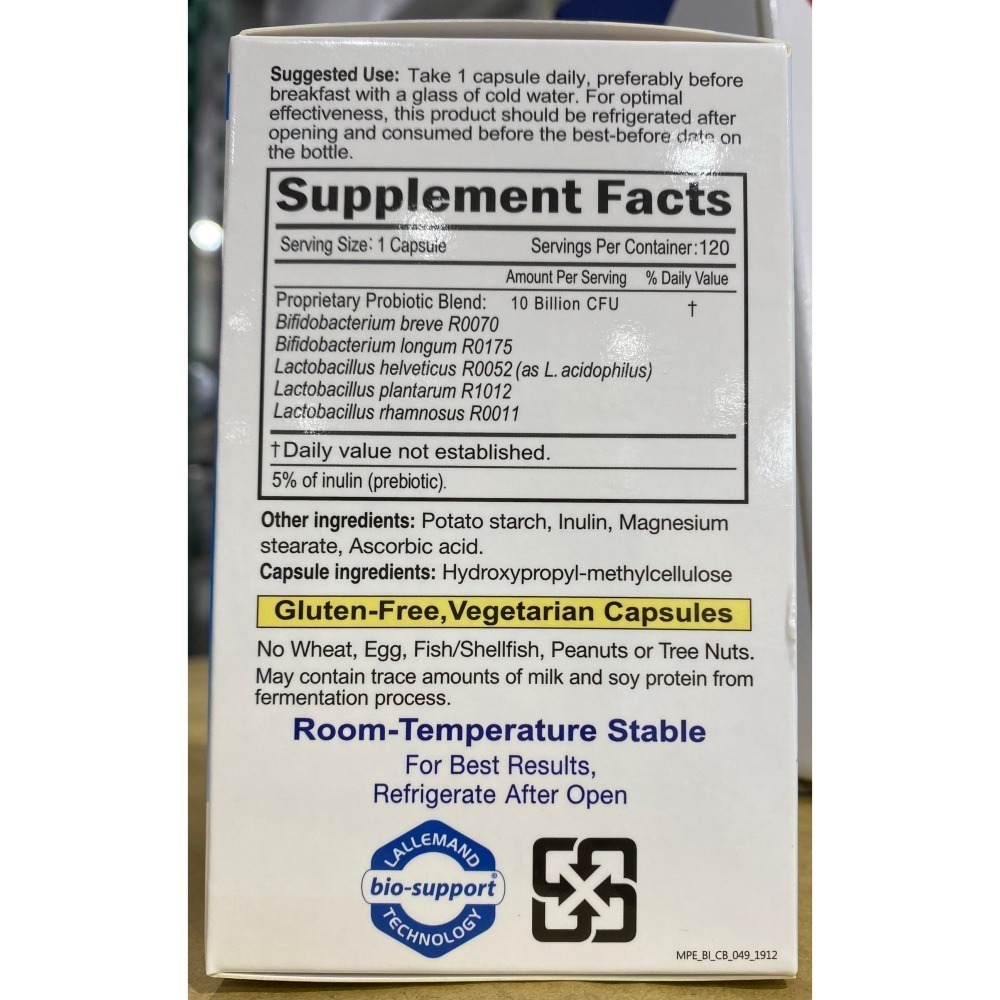 Suggested Use: Take 1 capsule daily, preferably before
breakfast with a glass of cold water. For optimal
effectiveness, this product should be refrigerated after
opening and consumed before the best-before date on
the bottle.
Supplement Facts
Serving Size: 1 Capsule Servings Per Container:120
Amount Per Serving % Daily Value
Proprietary Probiotic Blend: 10 Billion CFU †
Bifidobacterium breve R0070
Bifidobacterium longum R0175
Lactobacillus helveticus R0052 (as L. acidophilus)
Lactobacillus plantarum R1012
Lactobacillus rhamnosus R0011
†Daily value not established.
5% of inulin (prebiotic).
Other ingredients: Potato starch, Inulin, Magnesium
stearate, Ascorbic acid.
Capsule ingredients: Hydroxypropyl-methylcellulose
Gluten-Free,Vegetarian Capsules
No Wheat, Egg, Fish/Shellfish, Peanuts or Tree Nuts.
May contain trace amounts of milk and soy protein from
fermentation process.
Room-Temperature Stable
For Best Results,
Refrigerate After Open
LALLEMAND
bio-support®
TECHNOLOGY
MPE_BI_CB_049_1912